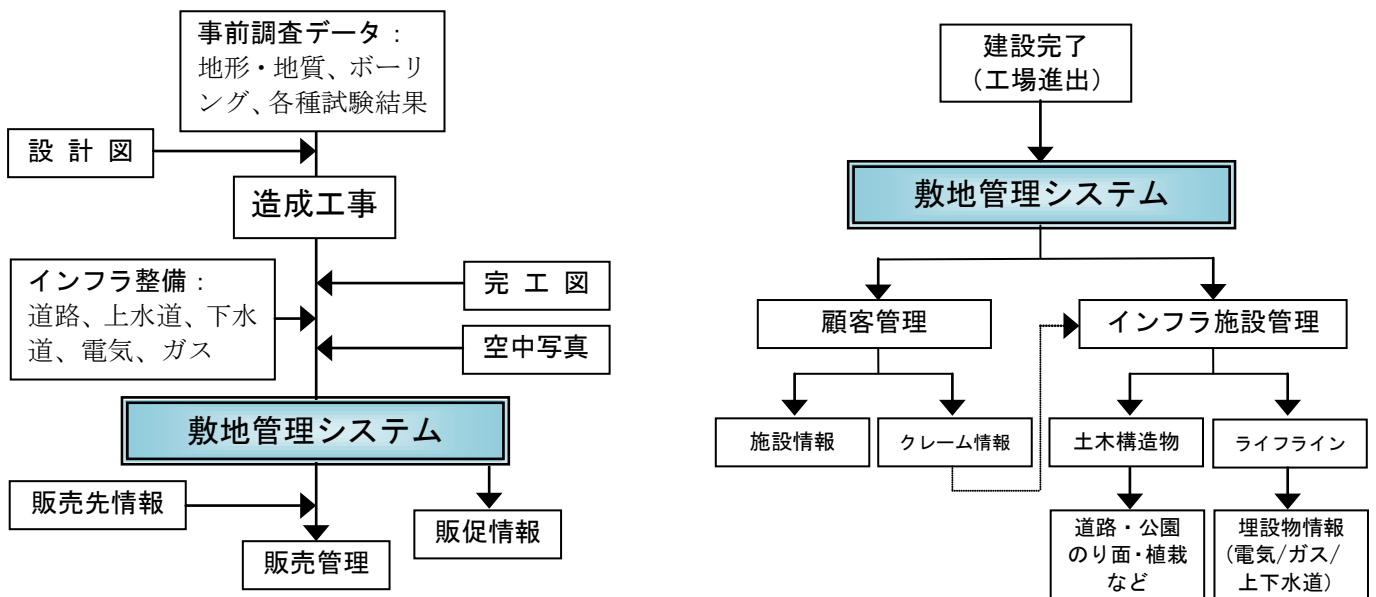 事前調査データ：
地形・地質、ボーリ
ング、各種試験結果
設 計 図
造成工事
インフラ整備：
道路、上水道、下水
道、電気、ガス
完 工 図
空中写真
敷地管理システム
販売先情報
販促情報
販売管理
建設完了
（工場進出）
敷地管理システム
顧客管理
インフラ施設管理
施設情報
クレーム情報
土木構造物
ライフライン
道路・公園
のり面・植栽
など
埋設物情報
(電気/ガス/
上下水道)